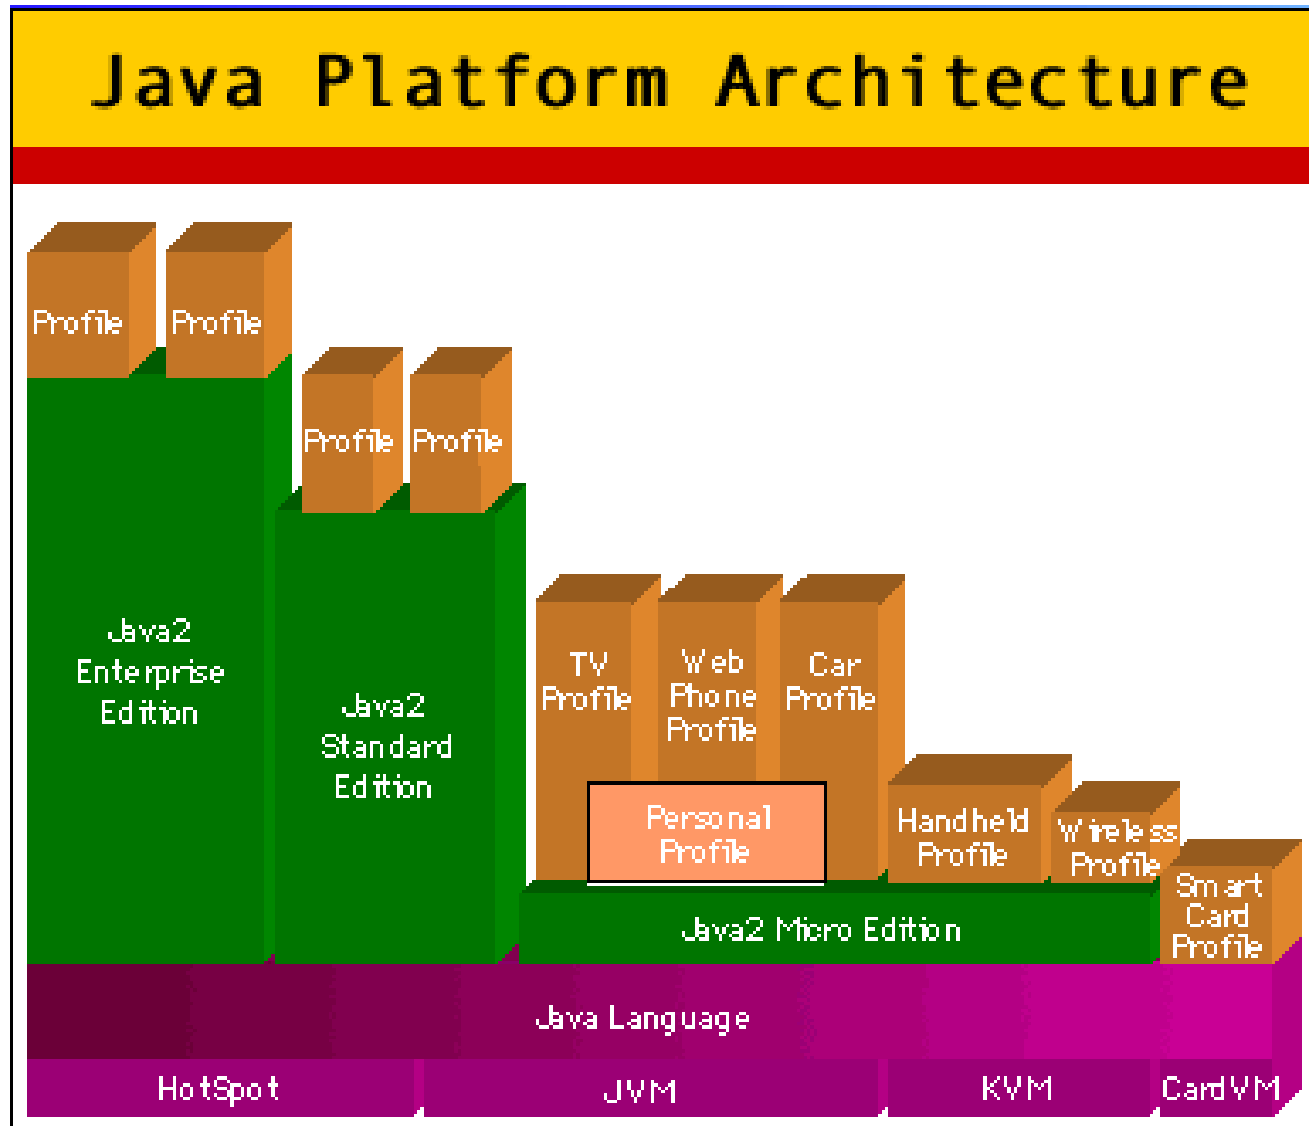 Java Platform Architecture
Profile
Profile
Profile
Profile
Java2
Enterprise
Edition
Java2
Standard
Edition
TV
Profile
Web
Phone
Profile
Car
Profile
Personal
Profile
Handheld
Profile
Wireless
Profile
Smart
Card
Profile
Java2 Micro Edition
Java Language
HotSpot
JVM
KVM
CardVM